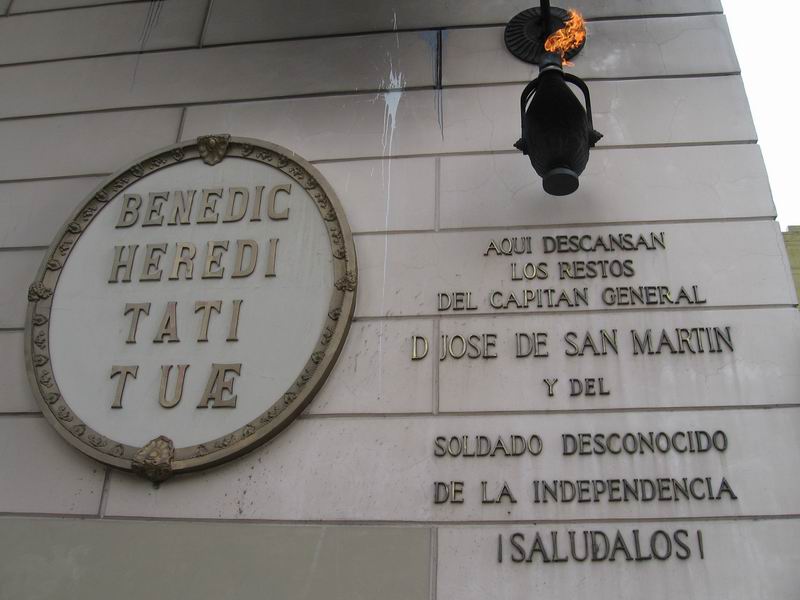 BENEDIC
HEREDI
TATI
TUÆ
AQUI DESCANSAN
LOS RESTOS
DEL CAPITAN GENERAL
D JOSE DE SAN MARTIN
Y DEL
SOLDADO DESCONOCIDO
DE LA INDEPENDENCIA
¡SALUDALOS!